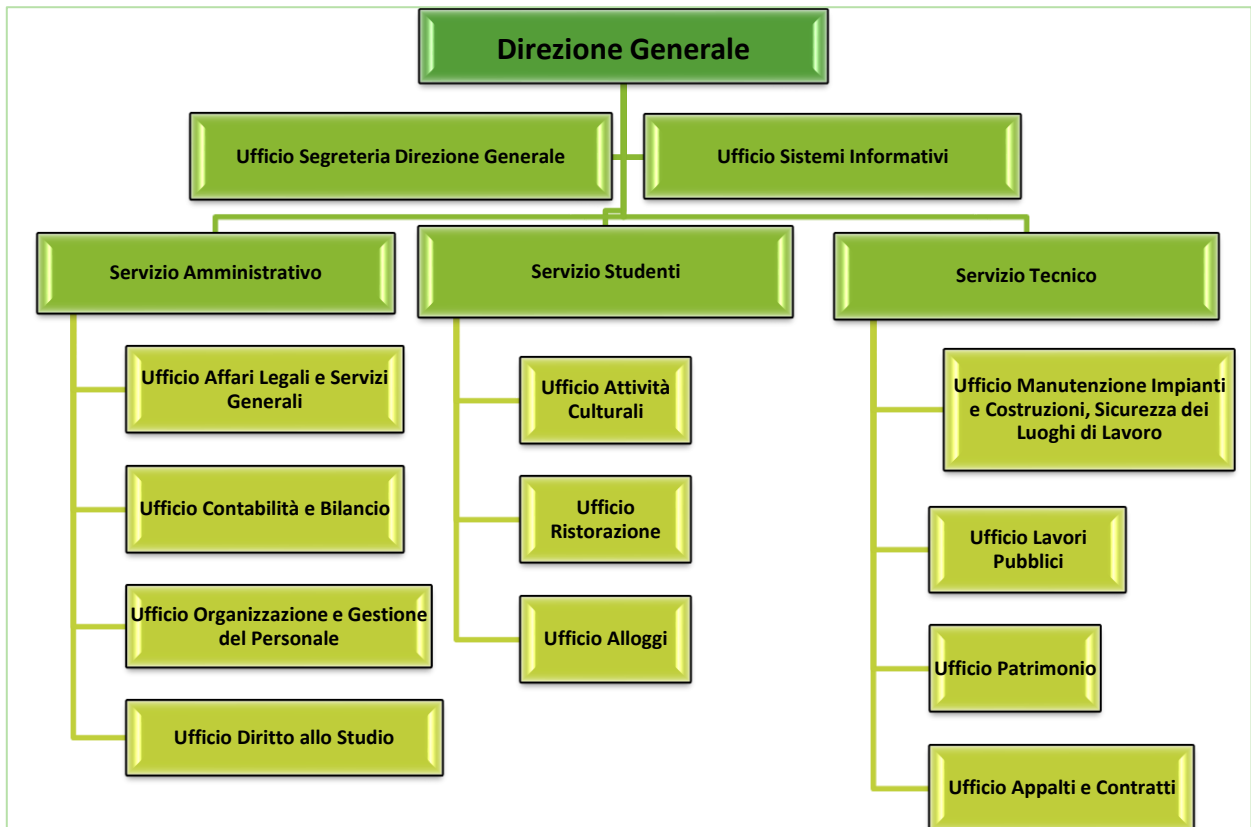 Direzione Generale
Ufficio Segreteria Direzione Generale
Ufficio Sistemi Informativi
Servizio Amministrativo
Servizio Studenti
Servizio Tecnico
Ufficio Affari Legali e Servizi
Generali
Ufficio Contabilità e Bilancio
Ufficio Organizzazione e Gestione
del Personale
Ufficio Diritto allo Studio
Ufficio Attività
Culturali
Ufficio
Ristorazione
Ufficio Alloggi
Ufficio Manutenzione Impianti
e Costruzioni, Sicurezza dei
Luoghi di Lavoro
Ufficio Lavori
Pubblici
Ufficio Patrimonio
Ufficio Appalti e Contratti